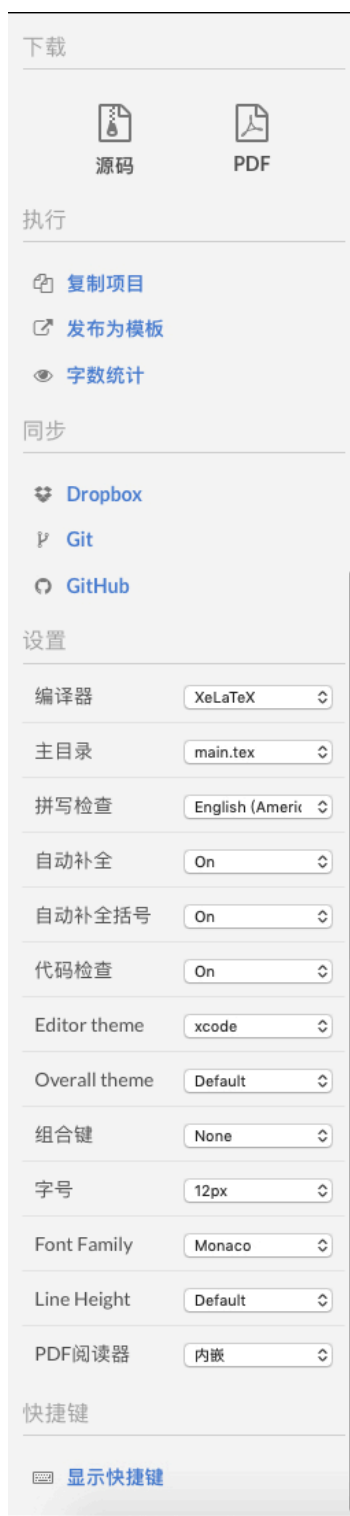 下载
源码 PDF
执行
复制项目
发布为模板
字数统计
同步
Dropbox
Git
GitHub
设置
编译器 XeLaTeX
主目录 main.tex
拼写检查 English (Americ
自动补全 On
自动补全括号 On
代码检查 On
Editor theme xcode
Overall theme Default
组合键 None
字号 12px
Font Family Monaco
Line Height Default
PDF阅读器 内嵌
快捷键
显示快捷键